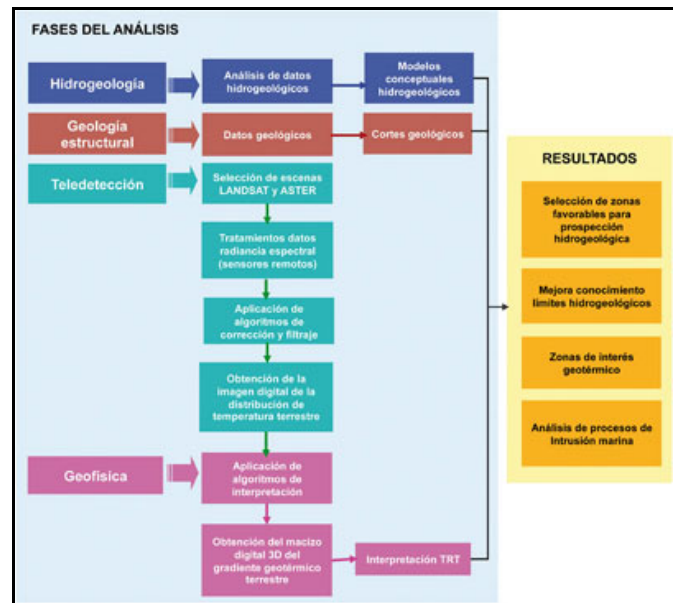 FASES DEL ANÁLISIS
Hidrogeología
Análisis de datos
hidrogeológicos
Modelos
conceptuales
hidrogeológicos
Geología
estructural
Datos geológicos
Cortes geológicos
Teledetección
Selección de escenas
LANDSAT y ASTER
Tratamientos datos
radiancia espectral
(sensores remotos)
Aplicación de
algoritmos de
corrección y filtraje
Obtención de la
imagen digital de la
distribución de
temperatura terrestre
Geofísica
Aplicación de
algoritmos de
interpretación
Obtención del macizo
digital 3D del
gradiente geotérmico
terrestre
Interpretación TRT
RESULTADOS
Selección de zonas
favorables para
prospección
hidrogeológica
Mejora conocimiento
límites hidrogeológicos
Zonas de interés
geotérmico
Análisis de procesos de
Intrusión marina